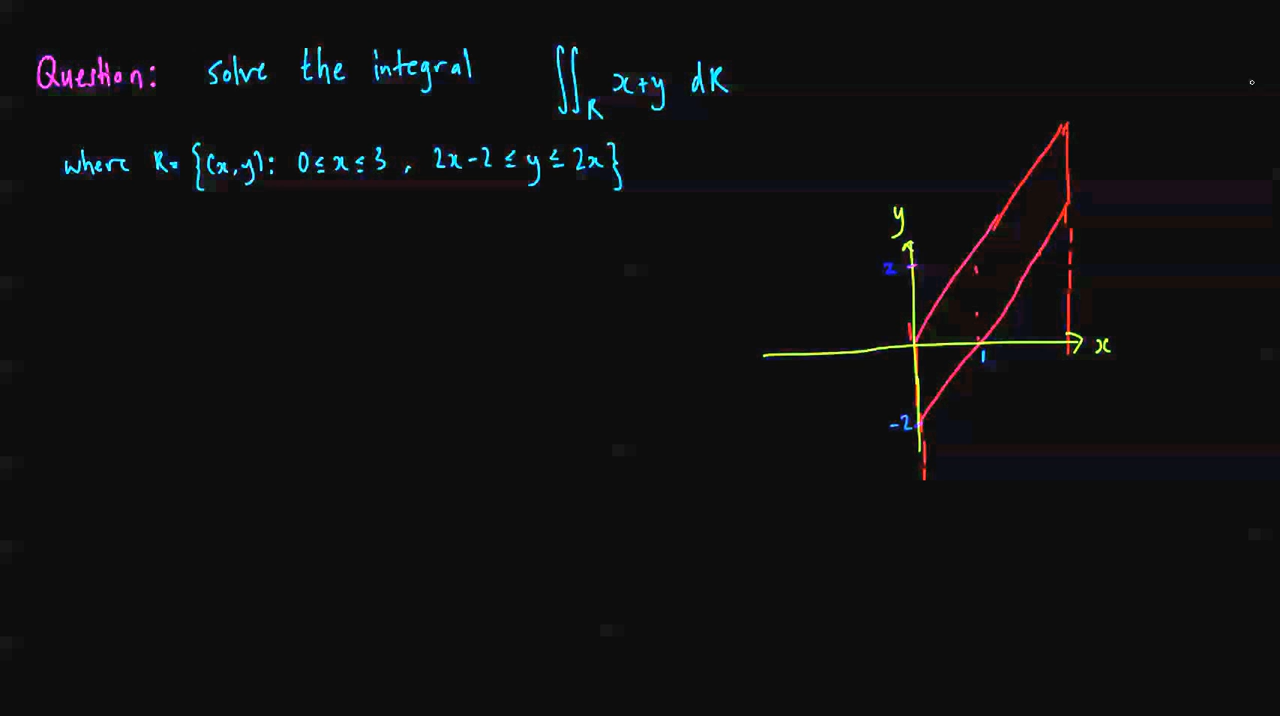 Question: solve the integral ∬_R x+y dR
where R = {(x,y): 0 ≤ x ≤ 3, 2x-2 ≤ y ≤ 2x}
y
2
x
1
-2